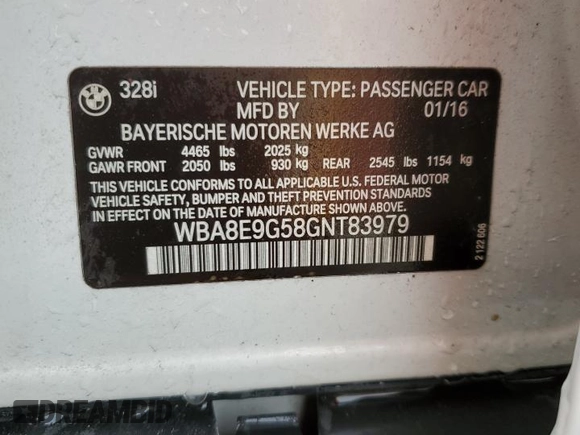 328i VEHICLE TYPE: PASSENGER CAR
MFD BY 01/16
BAYERISCHE MOTOREN WERKE AG
GVWR 4465 lbs 2025 kg
GAWR FRONT 2050 lbs 930 kg REAR 2545 lbs 1154 kg
THIS VEHICLE CONFORMS TO ALL APPLICABLE U.S. FEDERAL MOTOR
VEHICLE SAFETY, BUMPER AND THEFT PREVENTION STANDARDS
IN EFFECT ON THE DATE OF MANUFACTURE SHOWN ABOVE.
WBA8E9G58GNT83979
2 122 606
DREAMDID